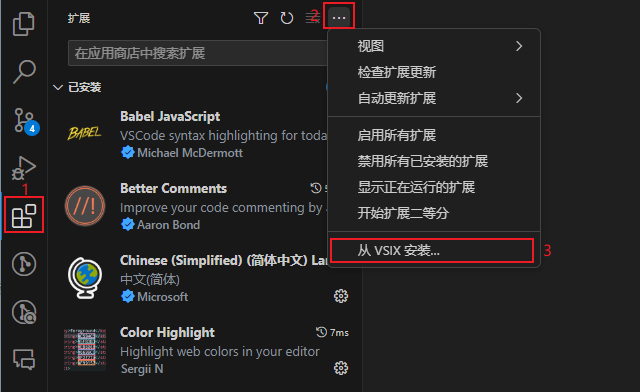 扩展
2
在应用商店中搜索扩展
已安装
视图
检查扩展更新
自动更新扩展
启用所有扩展
禁用所有已安装的扩展
显示正在运行的扩展
开始扩展二等分
从 VSIX 安装...
3
4
1
BABEL
Babel JavaScript
VSCode syntax highlighting for toda
Michael McDermott
//!
Better Comments
Improve your code commenting by
Aaron Bond
Chinese (Simplified) (简体中文) Lan
中文(简体)
Microsoft
Color Highlight
7ms
Highlight web colors in your editor
Sergii N